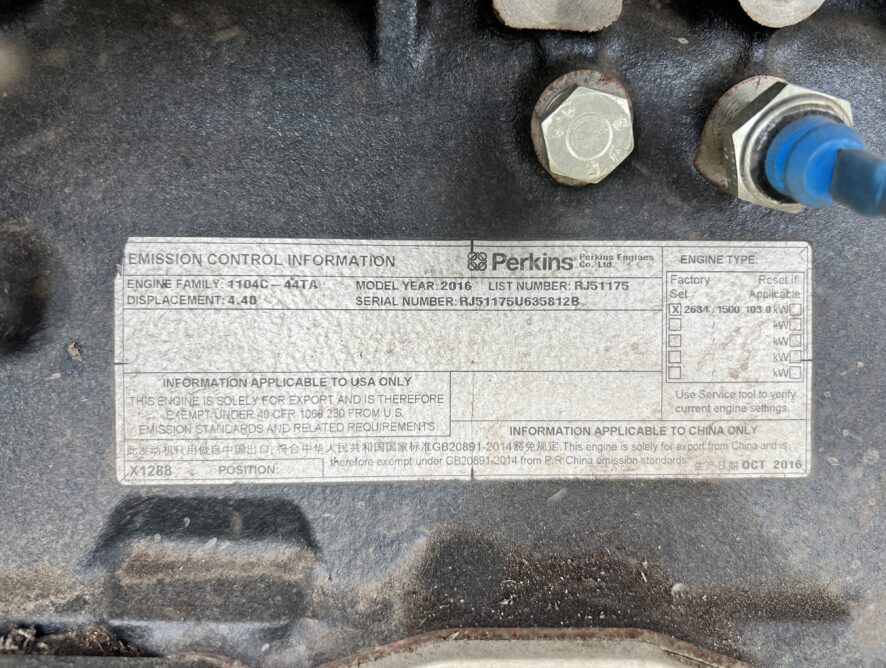 EMISSION CONTROL INFORMATION
Perkins Perkins Engines Co., Ltd.
ENGINE TYPE:
ENGINE FAMILY: 1104C-44TA MODEL YEAR: 2016 LIST NUMBER: RJ51175
DISPLACEMENT: 4.40 SERIAL NUMBER: RJ51175U635812B
Factory Set Reset if Applicable
X 2634 / 1500 103.0 kW
kW
kW
kW
kW
Use Service tool to verify
current engine settings.
INFORMATION APPLICABLE TO USA ONLY
THIS ENGINE IS SOLELY FOR EXPORT AND IS THEREFORE
EXEMPT UNDER 40 CFR 1068.230 FROM U.S.
EMISSION STANDARDS AND RELATED REQUIREMENTS
INFORMATION APPLICABLE TO CHINA ONLY
此发动机只用做自中国出口,符合中华人民共和国国家标准GB20891-2014豁免规定.This engine is solely for export from China and is
therefore exempt under GB20891-2014 from P.R.China emission standards. 生产日期 OCT 2016
X1288 POSITION: